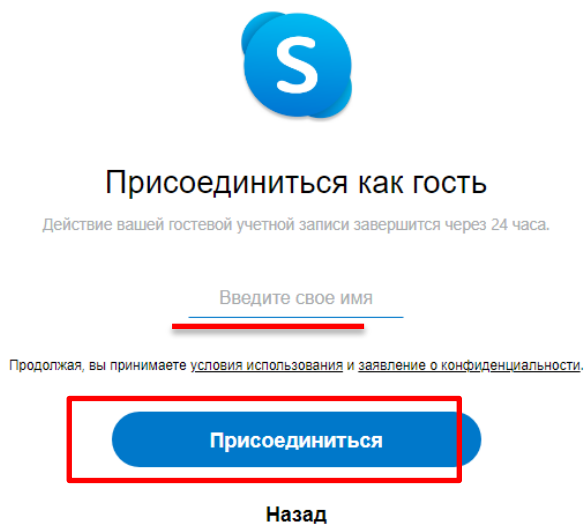 S
Присоединиться как гость
Действие вашей гостевой учетной записи завершится через 24 часа.
Введите свое имя
Продолжая, вы принимаете условия использования и заявление о конфиденциальности.
Присоединиться
Назад